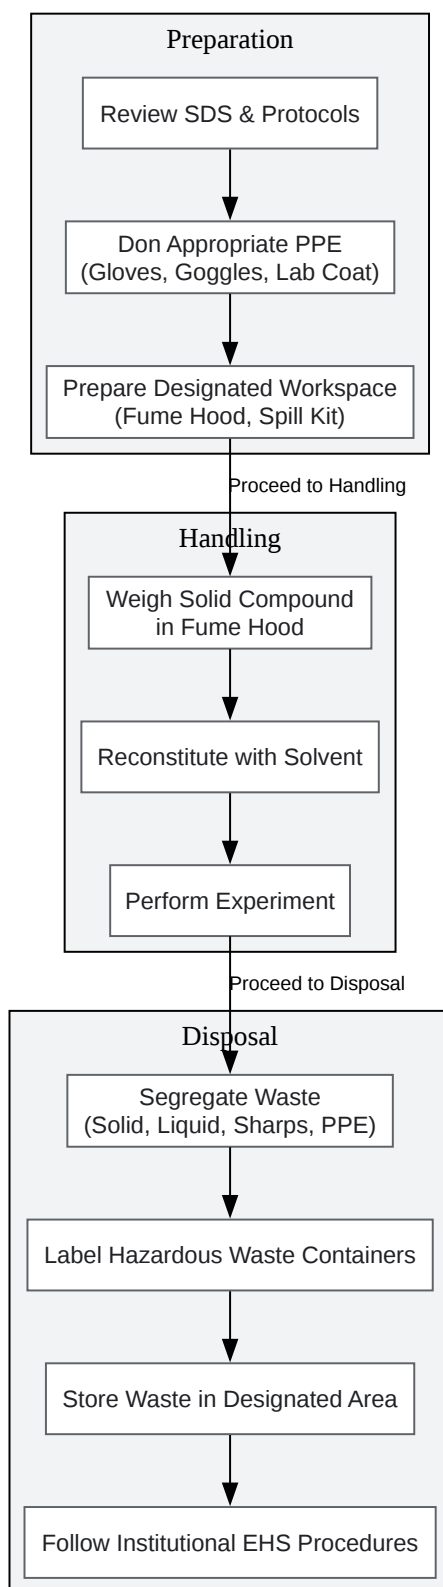 Preparation
Review SDS & Protocols
Don Appropriate PPE
(Gloves, Goggles, Lab Coat)
Prepare Designated Workspace
(Fume Hood, Spill Kit)
Proceed to Handling
Handling
Weigh Solid Compound
in Fume Hood
Reconstitute with Solvent
Perform Experiment
Proceed to Disposal
Disposal
Segregate Waste
(Solid, Liquid, Sharps, PPE)
Label Hazardous Waste Containers
Store Waste in Designated Area
Follow Institutional EHS Procedures